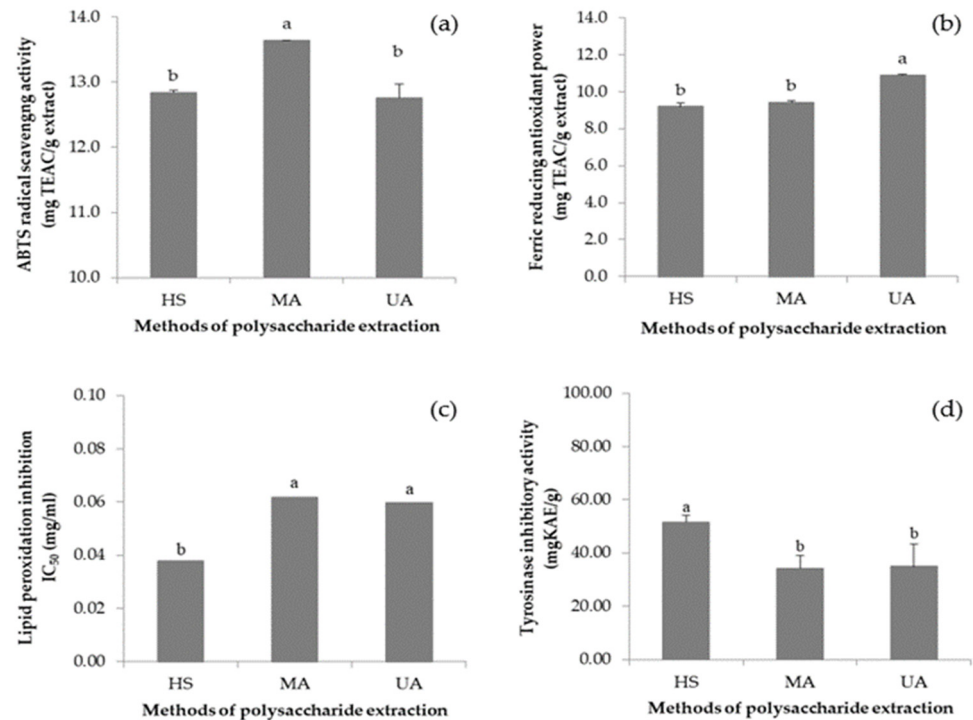 (a)
ABTS radical scavengng activity
(mg TEAC/g extract)
14.0
13.0
12.0
11.0
10.0
b
a
b
HS MA UA
Methods of polysaccharide extraction
(b)
Ferric reducing antioxidant power
(mg TEAC/g extract)
14.0
12.0
10.0
8.0
6.0
4.0
2.0
0.0
b
b
a
HS MA UA
Methods of polysaccharide extraction
(c)
Lipid peroxidation inhibition
IC50 (mg/ml)
0.10
0.08
0.06
0.04
0.02
0.00
b
a
a
HS MA UA
Methods of polysaccharide extraction
(d)
Tyrosinase inhibitory activity
(mgKAE/g)
100.00
80.00
60.00
40.00
20.00
0.00
a
b
b
HS MA UA
Methods of polysaccharide extraction